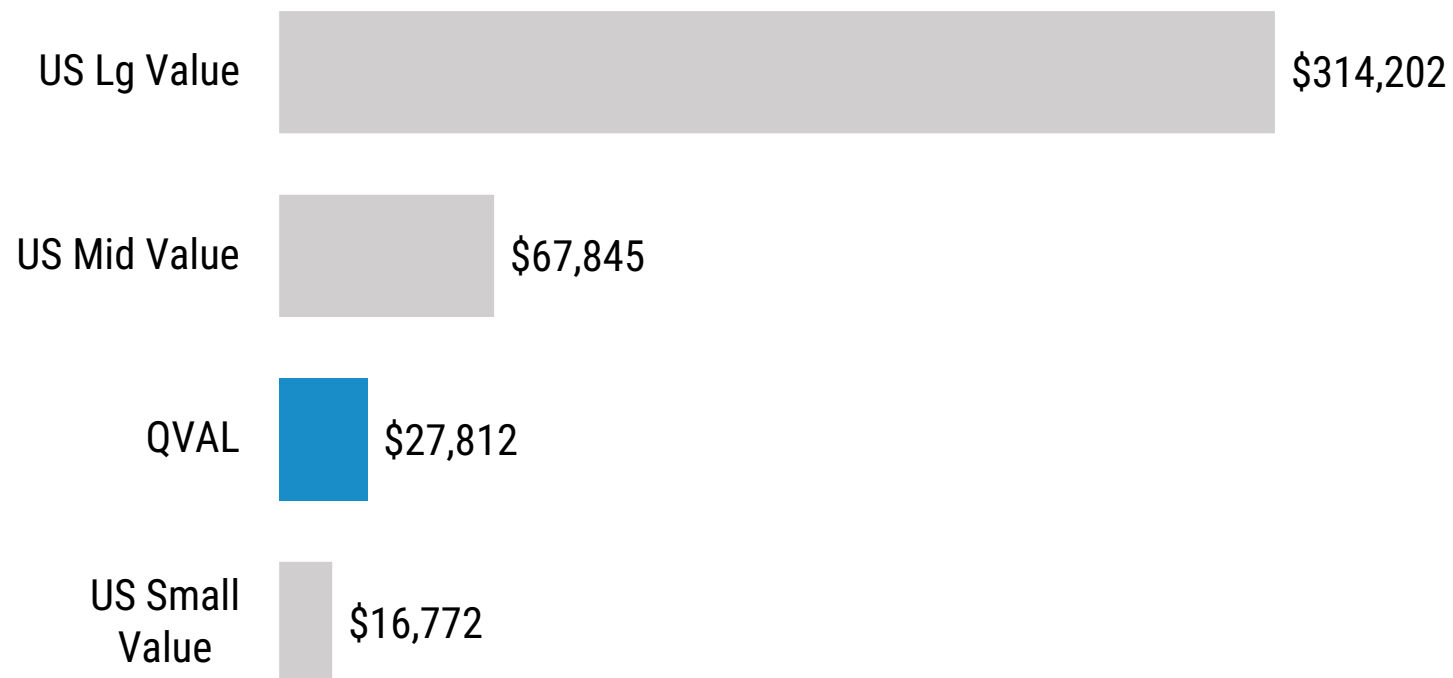 US Lg Value
$314,202
US Mid Value
$67,845
QVAL
$27,812
US Small
Value
$16,772